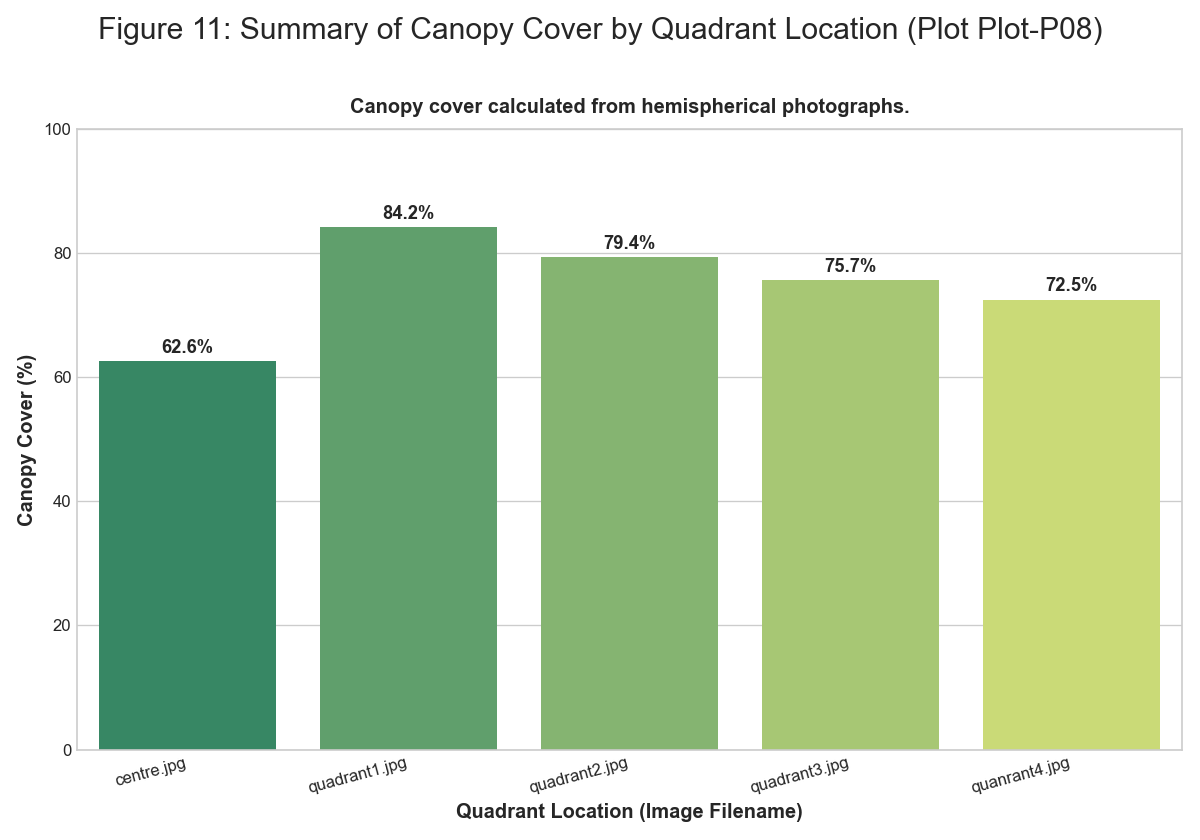 Figure 11: Summary of Canopy Cover by Quadrant Location (Plot Plot-P08)
Canopy cover calculated from hemispherical photographs.
100
80
60
40
20
0
Canopy Cover (%)
62.6%
84.2%
79.4%
75.7%
72.5%
centre.jpg
quadrant1.jpg
quadrant2.jpg
quadrant3.jpg
quanrant4.jpg
Quadrant Location (Image Filename)